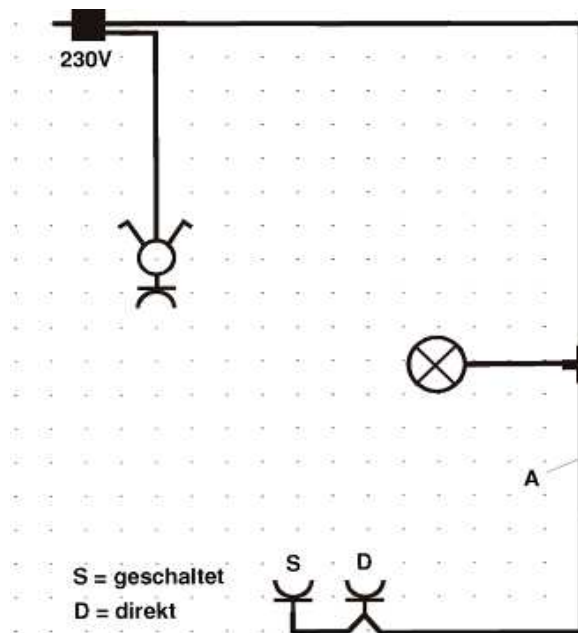 230V
A
S D
S = geschaltet
D = direkt